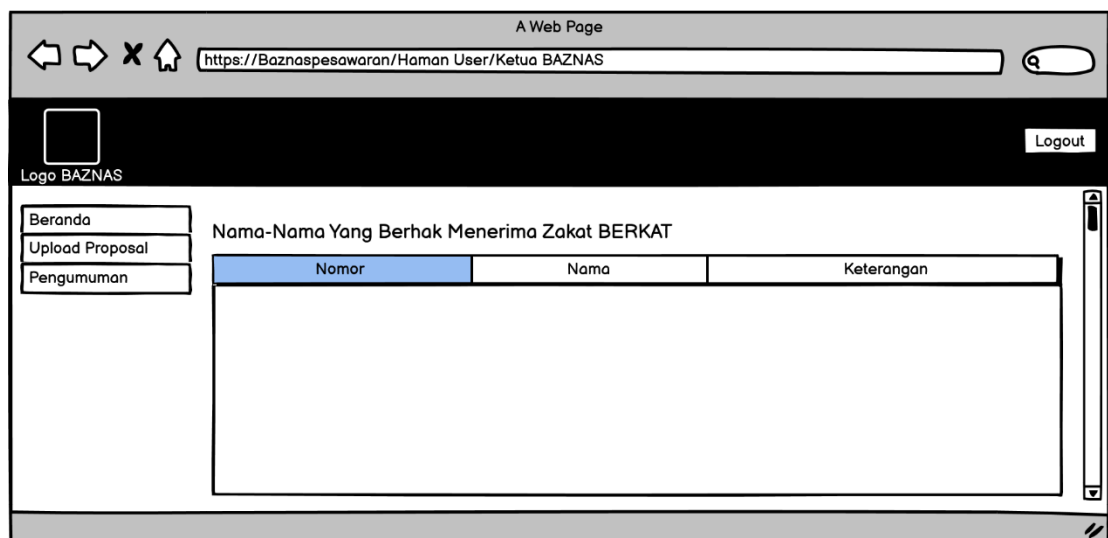 A Web Page
https://Baznaspesawaran/Haman User/Ketua BAZNAS
Logout
Logo BAZNAS
Beranda
Upload Proposal
Pengumuman
Nama-Nama Yang Berhak Menerima Zakat BERKAT
Nomor Nama Keterangan